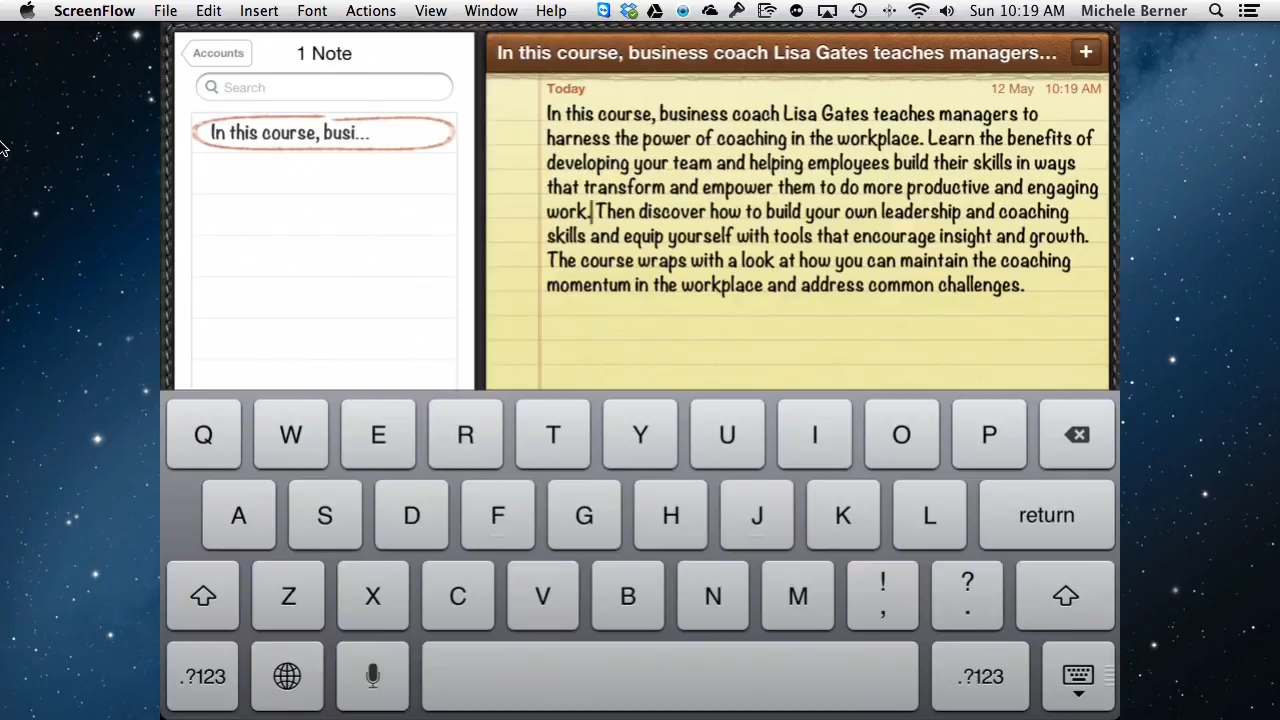 ScreenFlow File Edit Insert Font Actions View Window Help Sun 10:19 AM Michele Berner
Accounts
1 Note
Search
In this course, busi...
In this course, business coach Lisa Gates teaches managers...
+
Today 12 May 10:19 AM
In this course, business coach Lisa Gates teaches managers to
harness the power of coaching in the workplace. Learn the benefits of
developing your team and helping employees build their skills in ways
that transform and empower them to do more productive and engaging
work. Then discover how to build your own leadership and coaching
skills and equip yourself with tools that encourage insight and growth.
The course wraps with a look at how you can maintain the coaching
momentum in the workplace and address common challenges.
Q W E R T Y U I O P
A S D F G H J K L return
Z X C V B N M ! , ? .
.?123 .?123